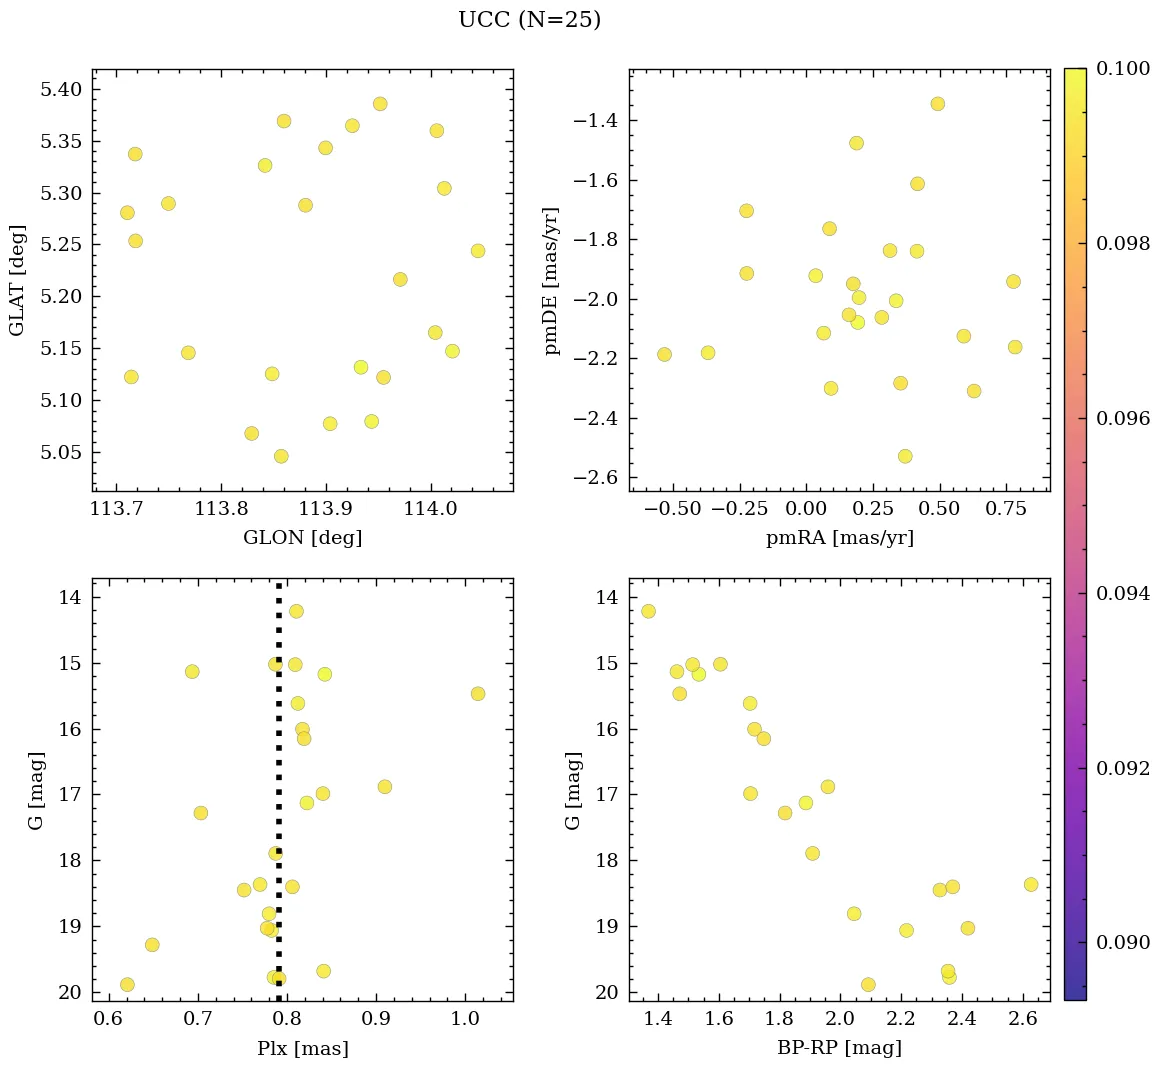 UCC (N=25)
5.40
5.35
5.30
5.25
5.20
5.15
5.10
5.05
GLAT [deg]
113.7 113.8 113.9 114.0
GLON [deg]
−1.4
−1.6
−1.8
−2.0
−2.2
−2.4
−2.6
pmDE [mas/yr]
−0.50 −0.25 0.00 0.25 0.50 0.75
pmRA [mas/yr]
14
15
16
17
18
19
20
G [mag]
0.6 0.7 0.8 0.9 1.0
Plx [mas]
14
15
16
17
18
19
20
G [mag]
1.4 1.6 1.8 2.0 2.2 2.4 2.6
BP-RP [mag]
0.100
0.098
0.096
0.094
0.092
0.090